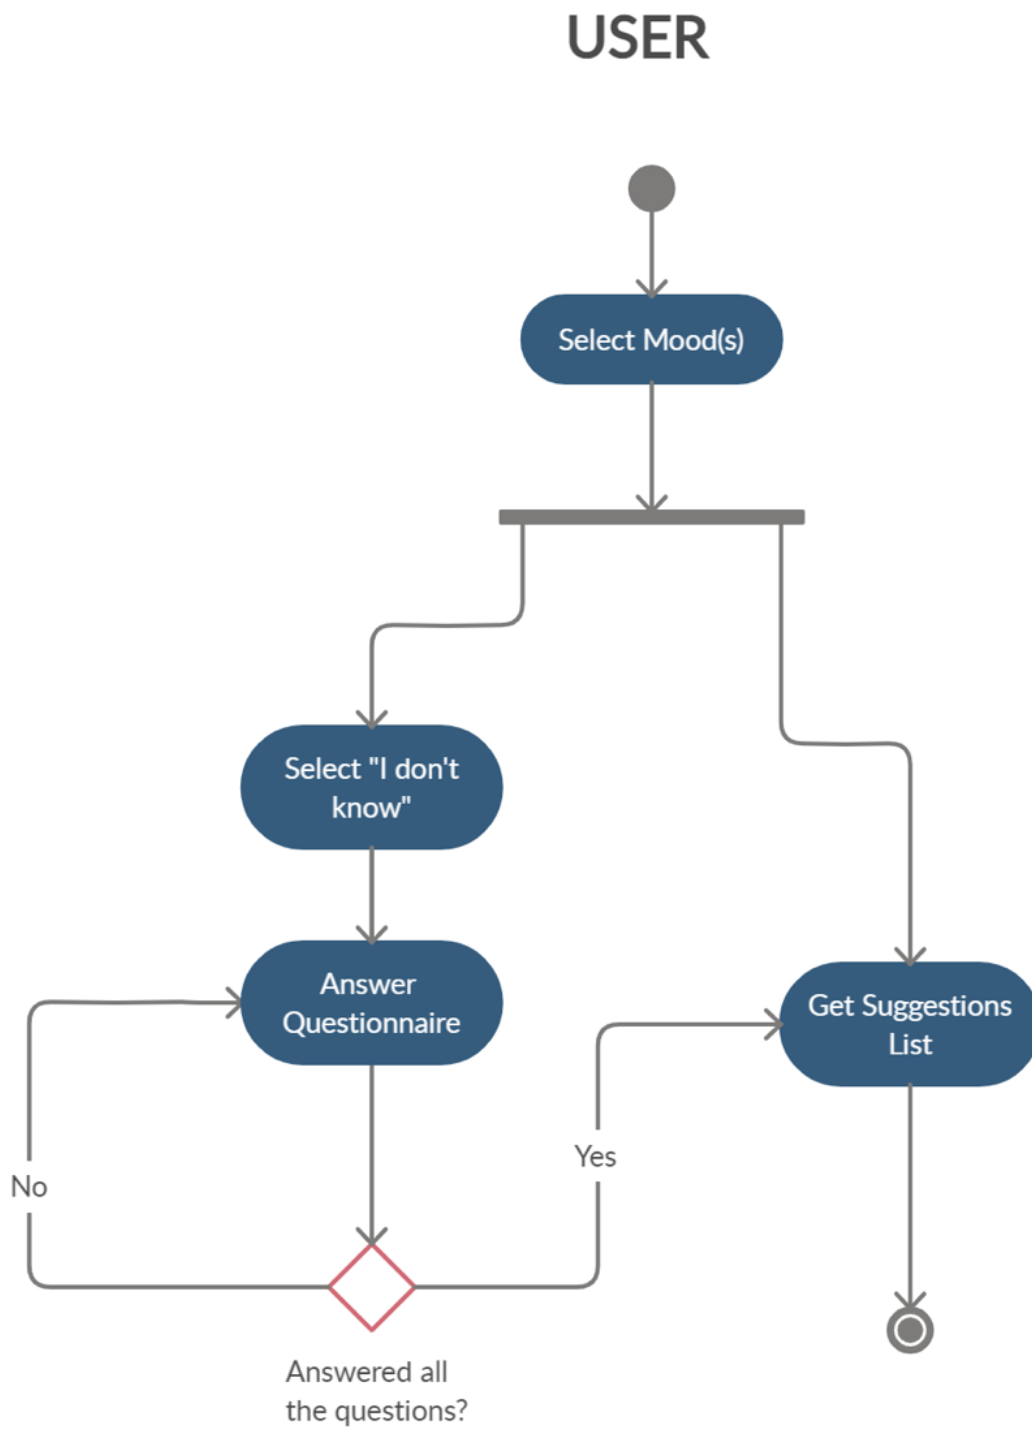 USER
Select Mood(s)
Select "I don't
know"
Answer
Questionnaire
Get Suggestions
List
Yes
No
Answered all
the questions?